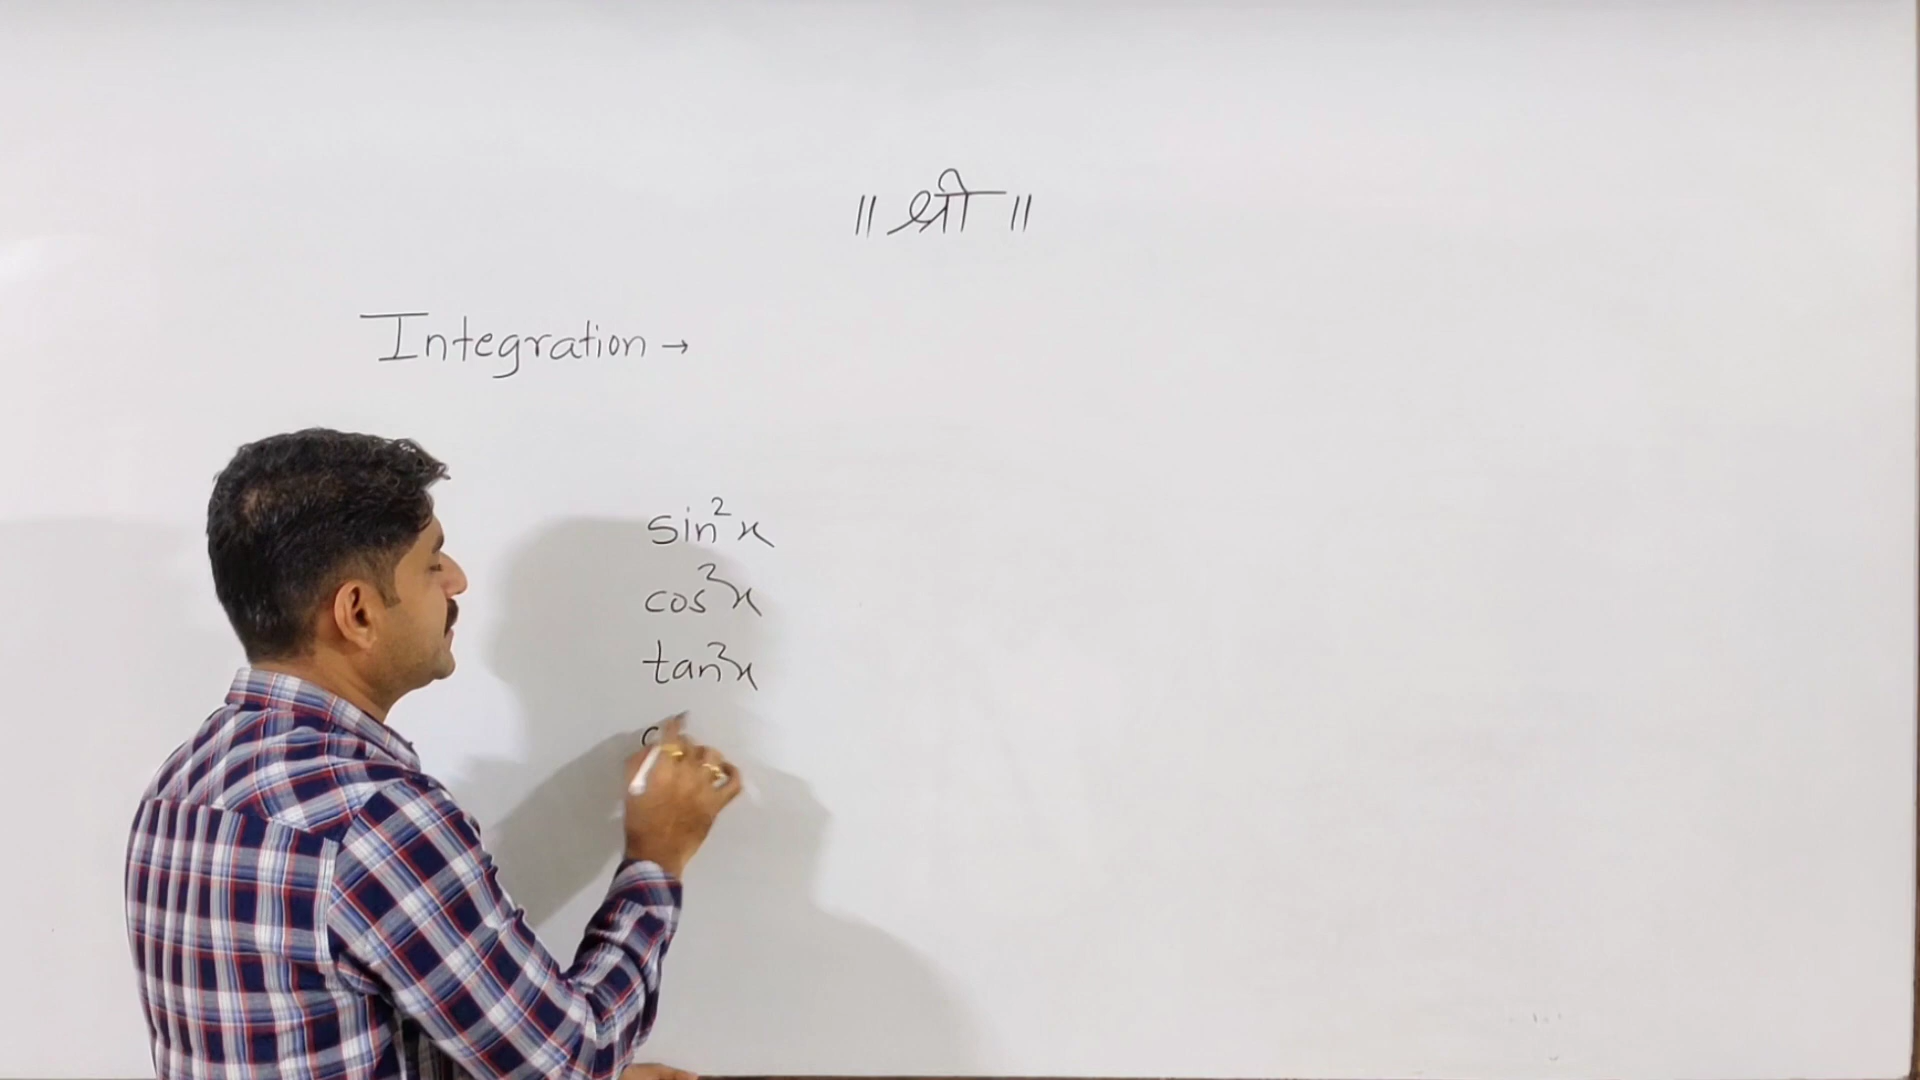 ॥ श्री ॥
Integration →
sin²x
cos²x
tan²x
c